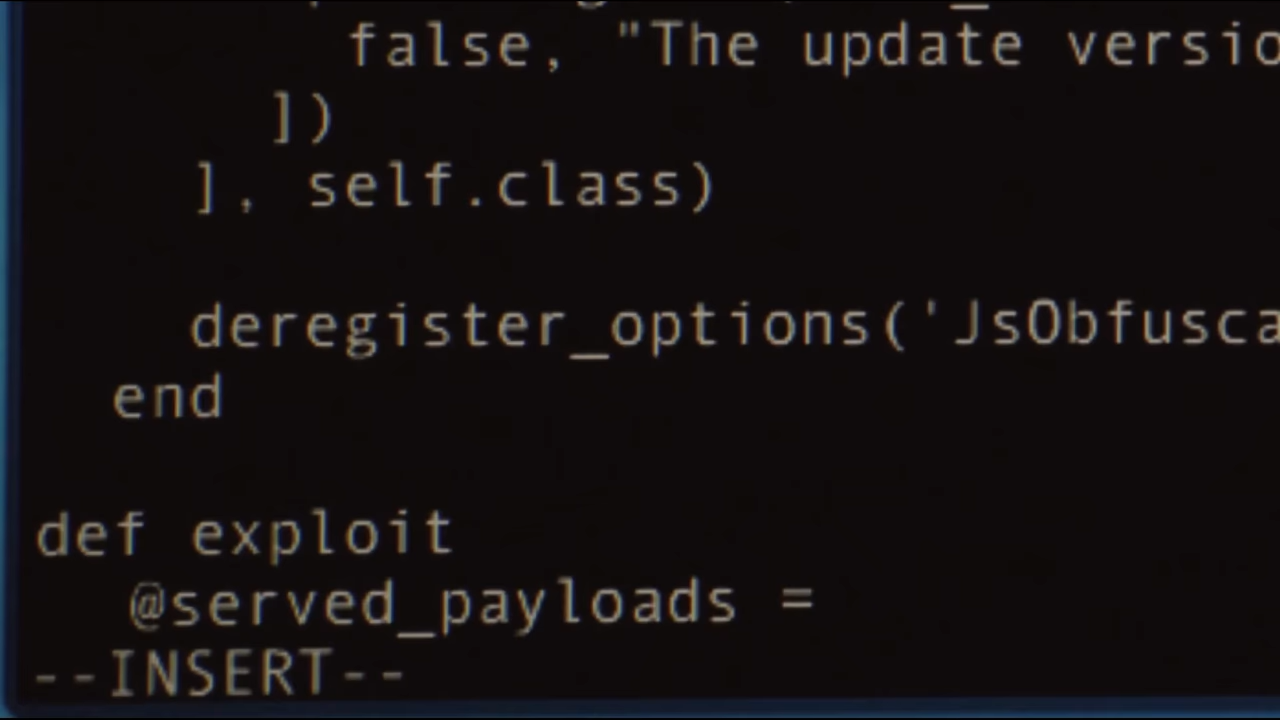 false, "The update versio
])
], self.class)
deregister_options('JsObfusca
end
def exploit
@served_payloads =
--INSERT--